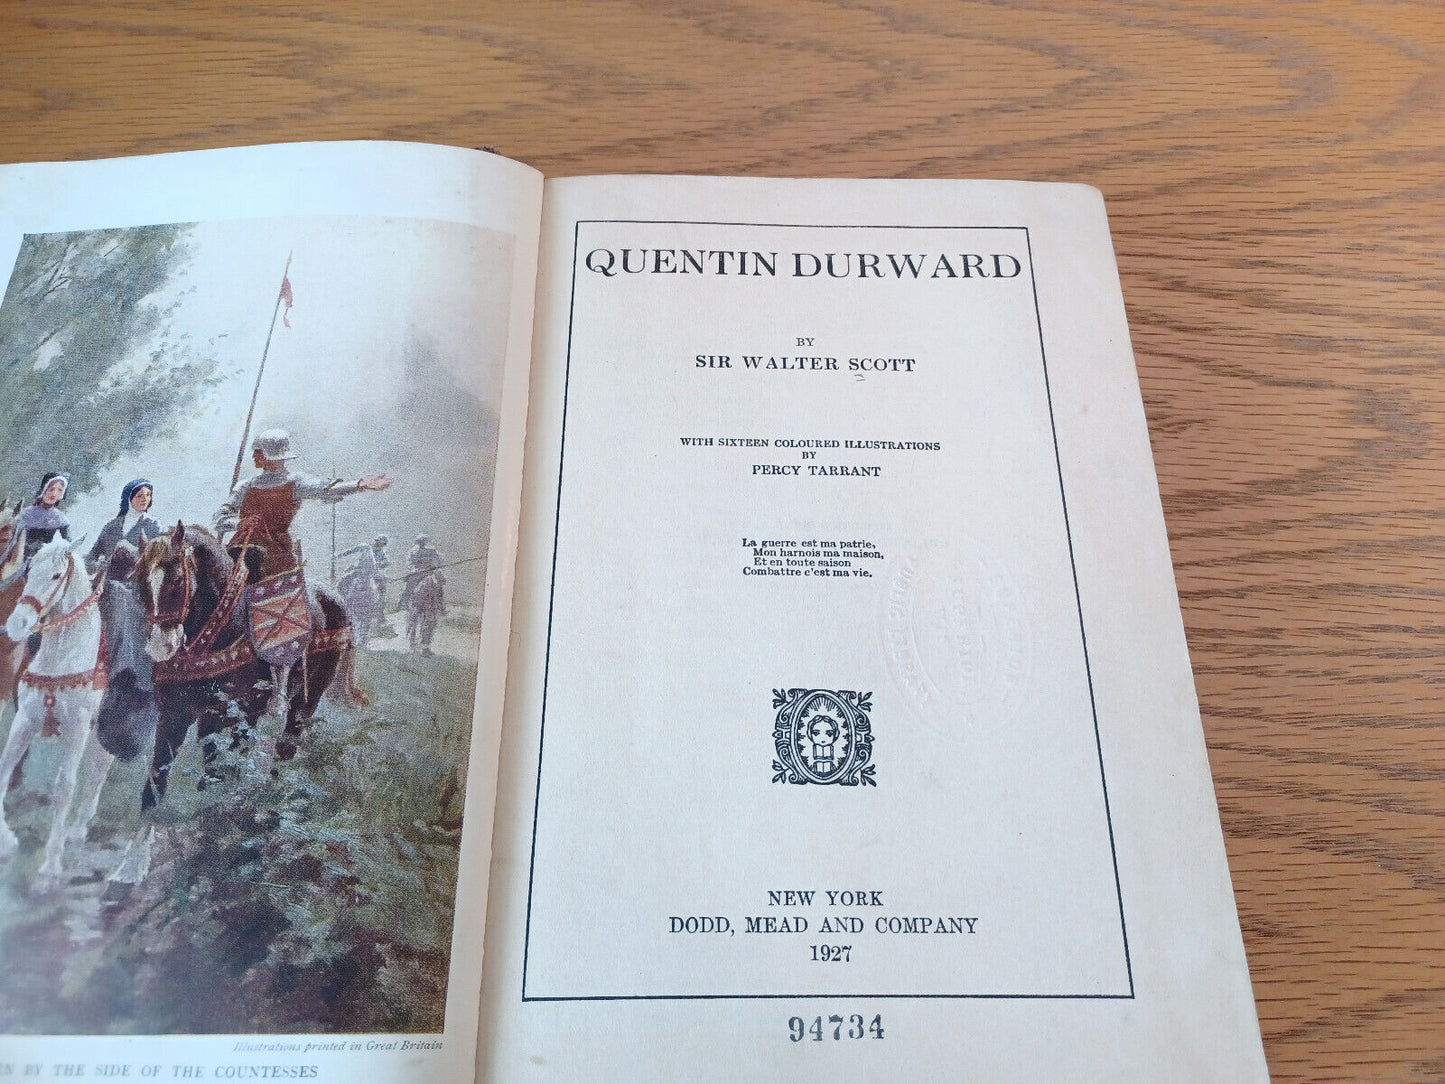 Illustrations printed in Great Britain
BY THE SIDE OF THE COUNTESSES
QUENTIN DURWARD
BY
SIR WALTER SCOTT
WITH SIXTEEN COLOURED ILLUSTRATIONS
BY
PERCY TARRANT
La guerre est ma patrie,
Mon harnois ma maison,
Et en toute saison
Combattre c'est ma vie.
NEW YORK
DODD, MEAD AND COMPANY
1927
94734